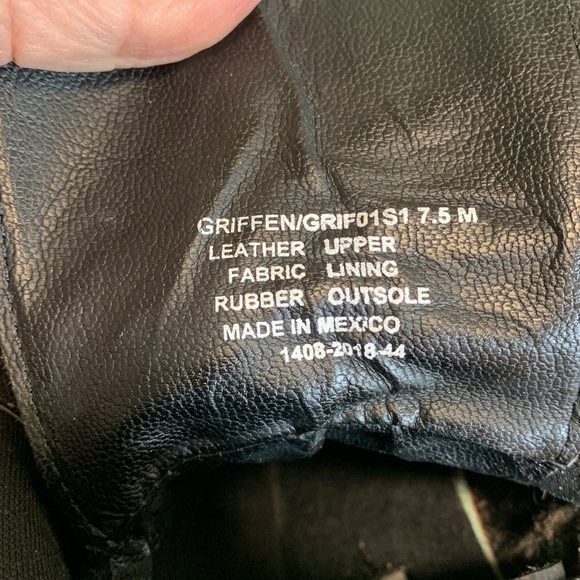 GRIFFEN/GRIF01S1 7.5 M
LEATHER UPPER
FABRIC LINING
RUBBER OUTSOLE
MADE IN MEXICO
1408-2018-44